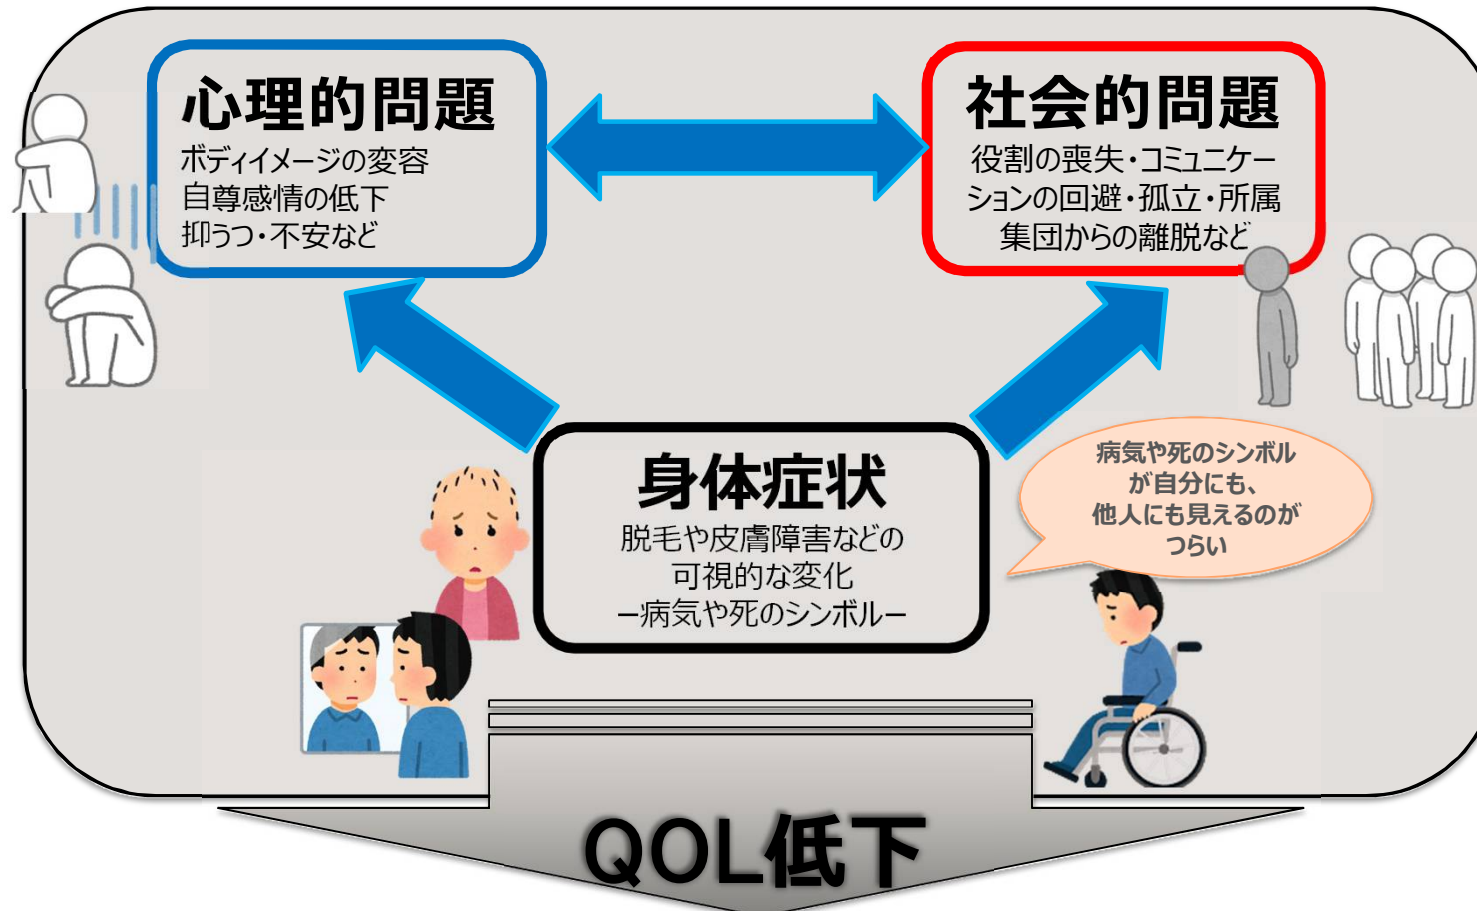 心理的問題
ボディイメージの変容
自尊感情の低下
抑うつ・不安など
社会的問題
役割の喪失・コミュニケー
ションの回避・孤立・所属
集団からの離脱など
身体症状
脱毛や皮膚障害などの
可視的な変化
ー病気や死のシンボルー
病気や死のシンボル
が自分にも、
他人にも見えるのが
つらい
QOL低下